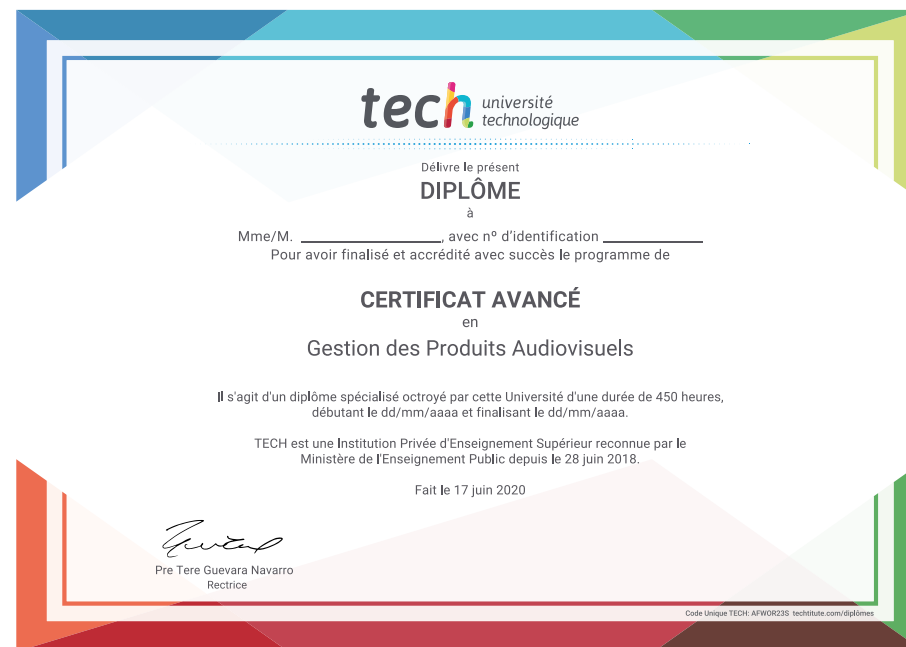 tech université
technologique
Délivre le présent
DIPLÔME
à
Mme/M. ____________________, avec nº d'identification ______________
Pour avoir finalisé et accrédité avec succès le programme de
CERTIFICAT AVANCÉ
en
Gestion des Produits Audiovisuels
Il s'agit d'un diplôme spécialisé octroyé par cette Université d'une durée de 450 heures,
débutant le dd/mm/aaaa et finalisant le dd/mm/aaaa.
TECH est une Institution Privée d'Enseignement Supérieur reconnue par le
Ministère de l'Enseignement Public depuis le 28 juin 2018.
Fait le 17 juin 2020
Pre Tere Guevara Navarro
Rectrice
Code Unique TECH: AFWOR23S techtitute.com/diplômes